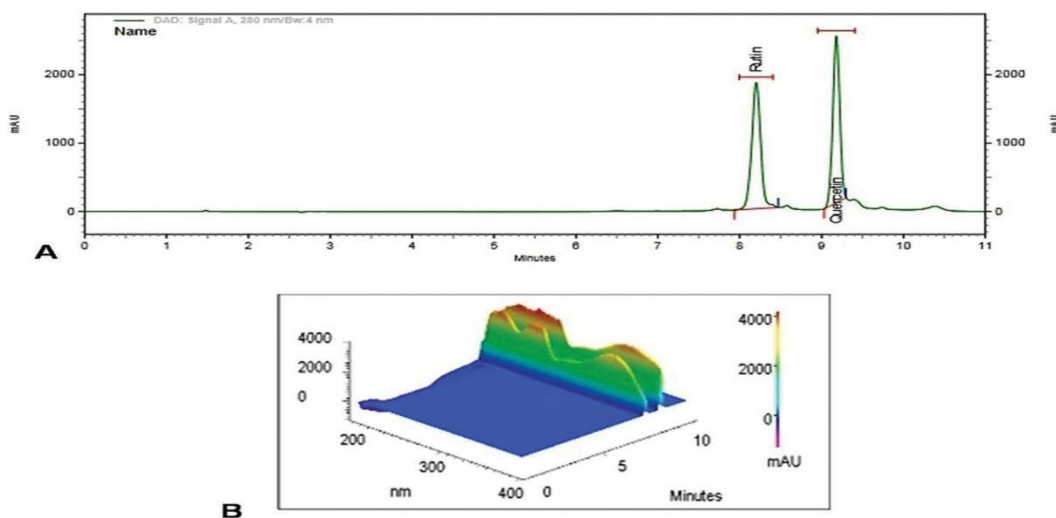 DAD: Signal A, 280 nm/Bw:4 nm
Name
Rutin
Quercetin
mAU
2000
1000
0
2000
1000
0
mAU
0 1 2 3 4 5 6 7 8 9 10 11
Minutes
A
4000
2000
0
200
300
400
nm
0
5
10
Minutes
4000
2000
0
mAU
B